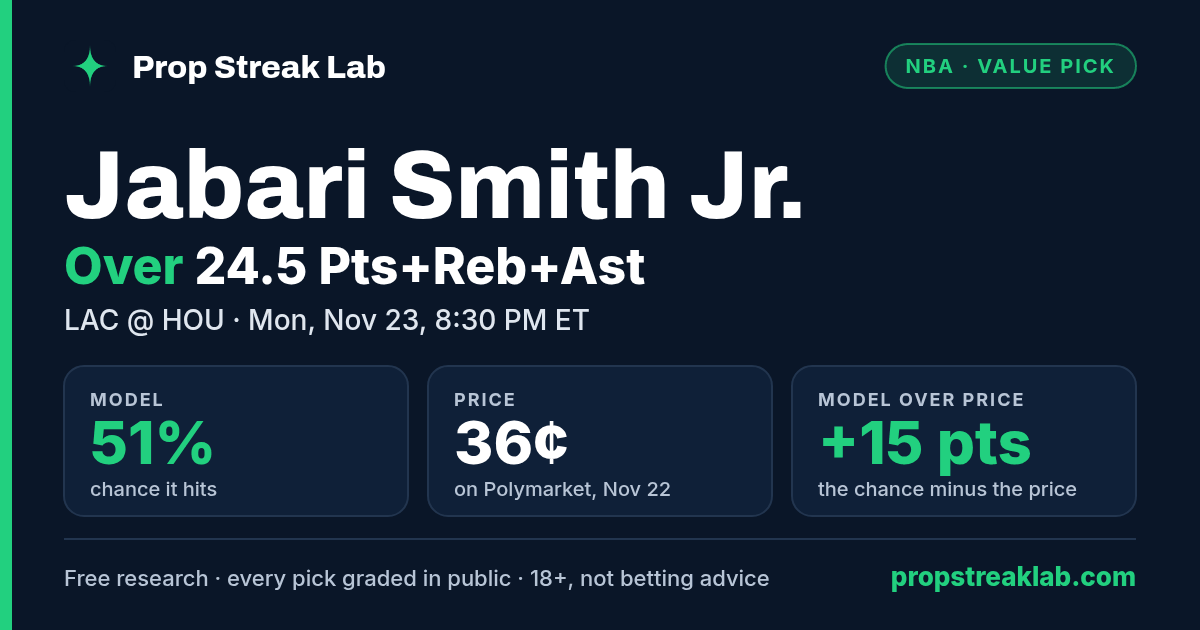 Prop Streak Lab
NBA · VALUE PICK
Jabari Smith Jr.
Over 24.5 Pts+Reb+Ast
LAC @ HOU · Mon, Nov 23, 8:30 PM ET
MODEL
51%
chance it hits
PRICE
36¢
on Polymarket, Nov 22
MODEL OVER PRICE
+15 pts
the chance minus the price
Free research · every pick graded in public · 18+, not betting advice
propstreaklab.com